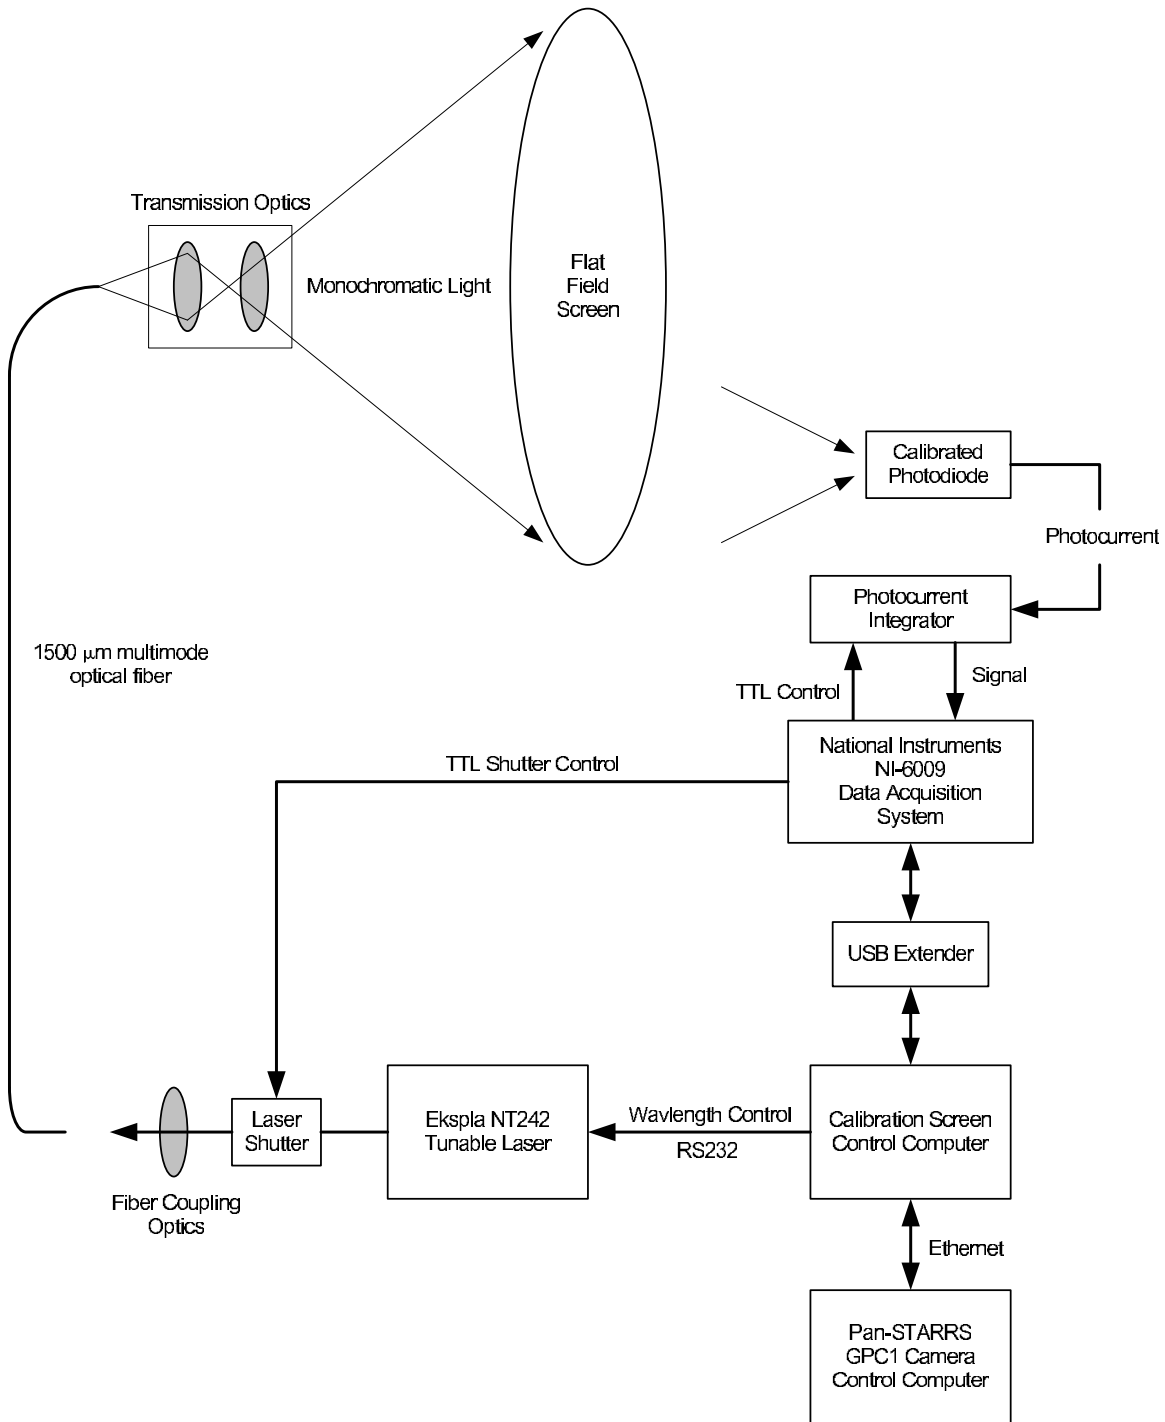 Transmission Optics
Monochromatic Light
Flat
Field
Screen
Calibrated
Photodiode
Photocurrent
Photocurrent
Integrator
1500 μm multimode
optical fiber
TTL Control
Signal
National Instruments
NI-6009
Data Acquisition
System
TTL Shutter Control
USB Extender
Laser
Shutter
Ekspla NT242
Tunable Laser
Wavlength Control
RS232
Calibration Screen
Control Computer
Fiber Coupling
Optics
Ethernet
Pan-STARRS
GPC1 Camera
Control Computer